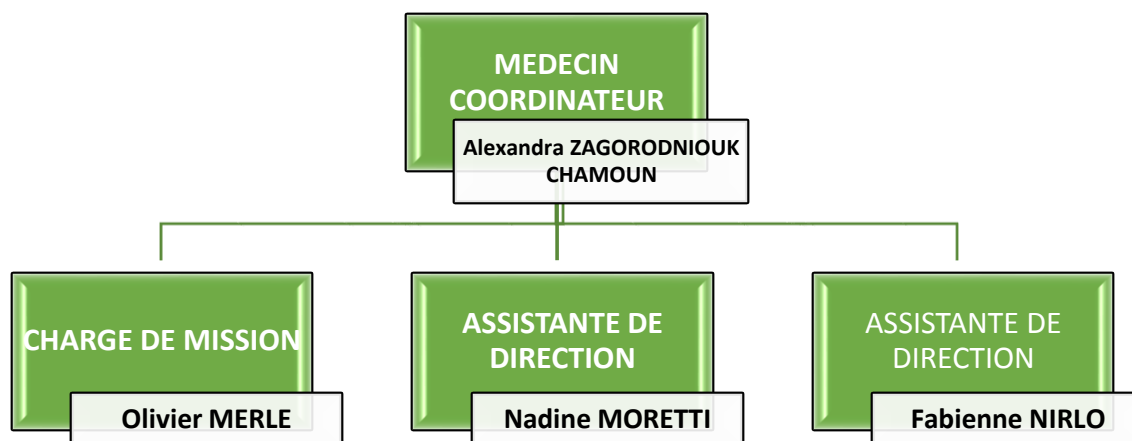 MEDECIN
COORDINATEUR
Alexandra ZAGORODNIOUK
CHAMOUN
CHARGE DE MISSION
Olivier MERLE
ASSISTANTE DE
DIRECTION
Nadine MORETTI
ASSISTANTE DE
DIRECTION
Fabienne NIRLO